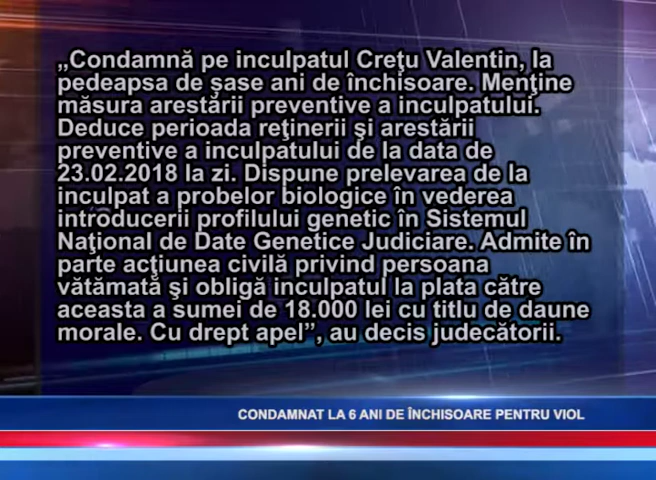 „Condamnă pe inculpatul Creţu Valentin, la
pedeapsa de şase ani de închisoare. Menţine
măsura arestării preventive a inculpatului.
Deduce perioada reţinerii şi arestării
preventive a inculpatului de la data de
23.02.2018 la zi. Dispune prelevarea de la
inculpat a probelor biologice în vederea
introducerii profilului genetic în Sistemul
Naţional de Date Genetice Judiciare. Admite în
parte acţiunea civilă privind persoana
vătămată şi obligă inculpatul la plata către
aceasta a sumei de 18.000 lei cu titlu de daune
morale. Cu drept apel”, au decis judecătorii.
CONDAMNAT LA 6 ANI DE ÎNCHISOARE PENTRU VIOL